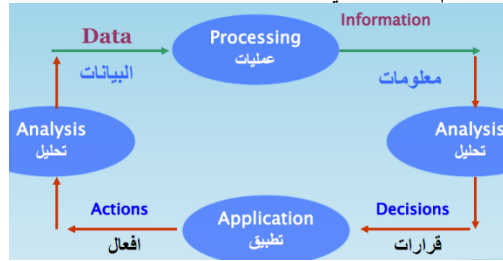 Data
البيانات
Processing
عمليات
Information
معلومات
Analysis
تحليل
Analysis
تحليل
Actions
افعال
Application
تطبيق
Decisions
قرارات